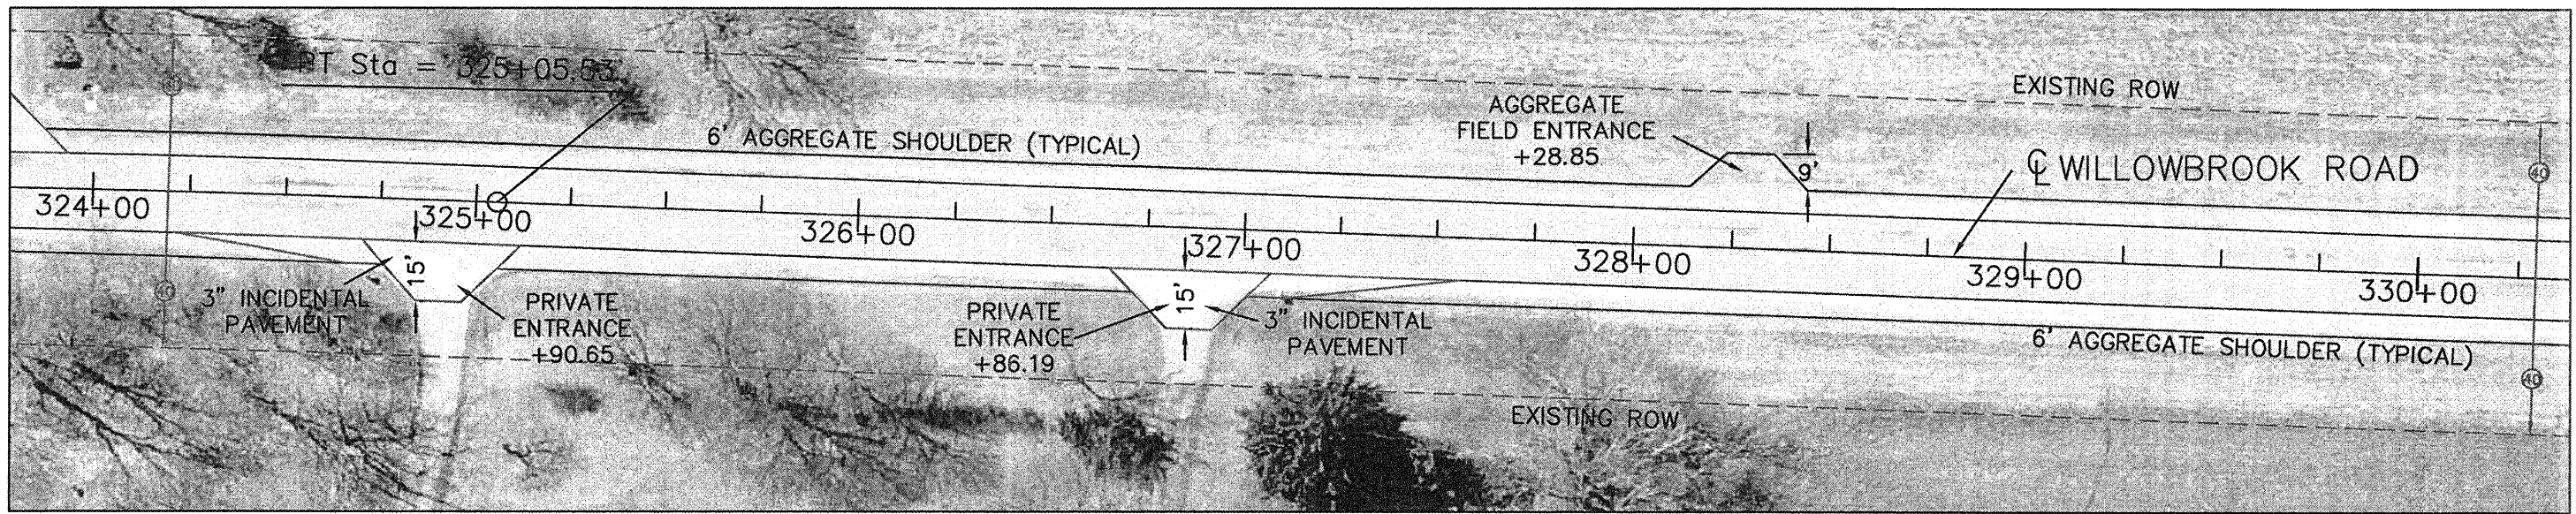 PT Sta = 325+05.53
EXISTING ROW
AGGREGATE
FIELD ENTRANCE
+28.85
6' AGGREGATE SHOULDER (TYPICAL)
9'
℄ WILLOWBROOK ROAD
40
324+00
325+00
326+00
327+00
328+00
329+00
330+00
15'
3" INCIDENTAL
PAVEMENT
PRIVATE
ENTRANCE
+90.65
PRIVATE
ENTRANCE
+86.19
15'
3" INCIDENTAL
PAVEMENT
6' AGGREGATE SHOULDER (TYPICAL)
40
EXISTING ROW